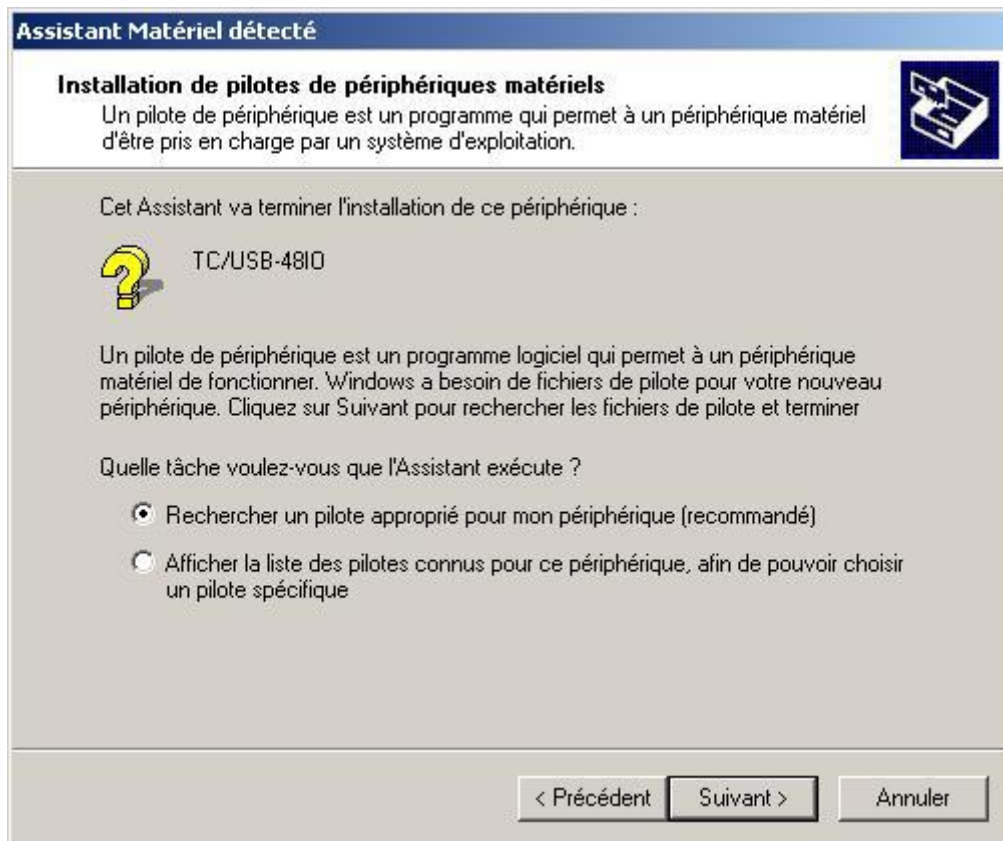 Assistant Matériel détecté
Installation de pilotes de périphériques matériels
Un pilote de périphérique est un programme qui permet à un périphérique matériel
d'être pris en charge par un système d'exploitation.
Cet Assistant va terminer l'installation de ce périphérique :
TC/USB-48IO
Un pilote de périphérique est un programme logiciel qui permet à un périphérique
matériel de fonctionner. Windows a besoin de fichiers de pilote pour votre nouveau
périphérique. Cliquez sur Suivant pour rechercher les fichiers de pilote et terminer
Quelle tâche voulez-vous que l'Assistant exécute ?
Rechercher un pilote approprié pour mon périphérique (recommandé)
Afficher la liste des pilotes connus pour ce périphérique, afin de pouvoir choisir
un pilote spécifique
< Précédent Suivant > Annuler